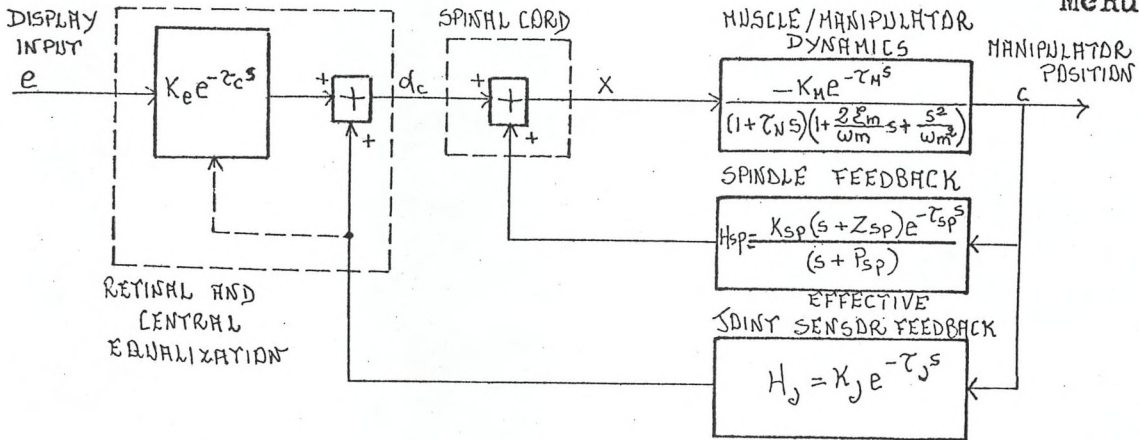 DISPLAY
INPUT
e
SPINAL CORD
MUSCLE/MANIPULATOR
DYNAMICS
MANIPULATOR
POSITION
K_e e^{-τ_c s}
+
+
+
α_c
+
+
+
X
-K_M e^{-τ_M s}
(1+τ_N s)(1+ 2ξ_m/ω_m s + s²/ω_m²)
c
SPINDLE FEEDBACK
H_SP = K_SP (s+Z_SP) e^{-τ_SP s}
(s+P_SP)
RETINAL AND
CENTRAL
EQUALIZATION
EFFECTIVE
JOINT SENSOR FEEDBACK
H_J = K_J e^{-τ_J s}